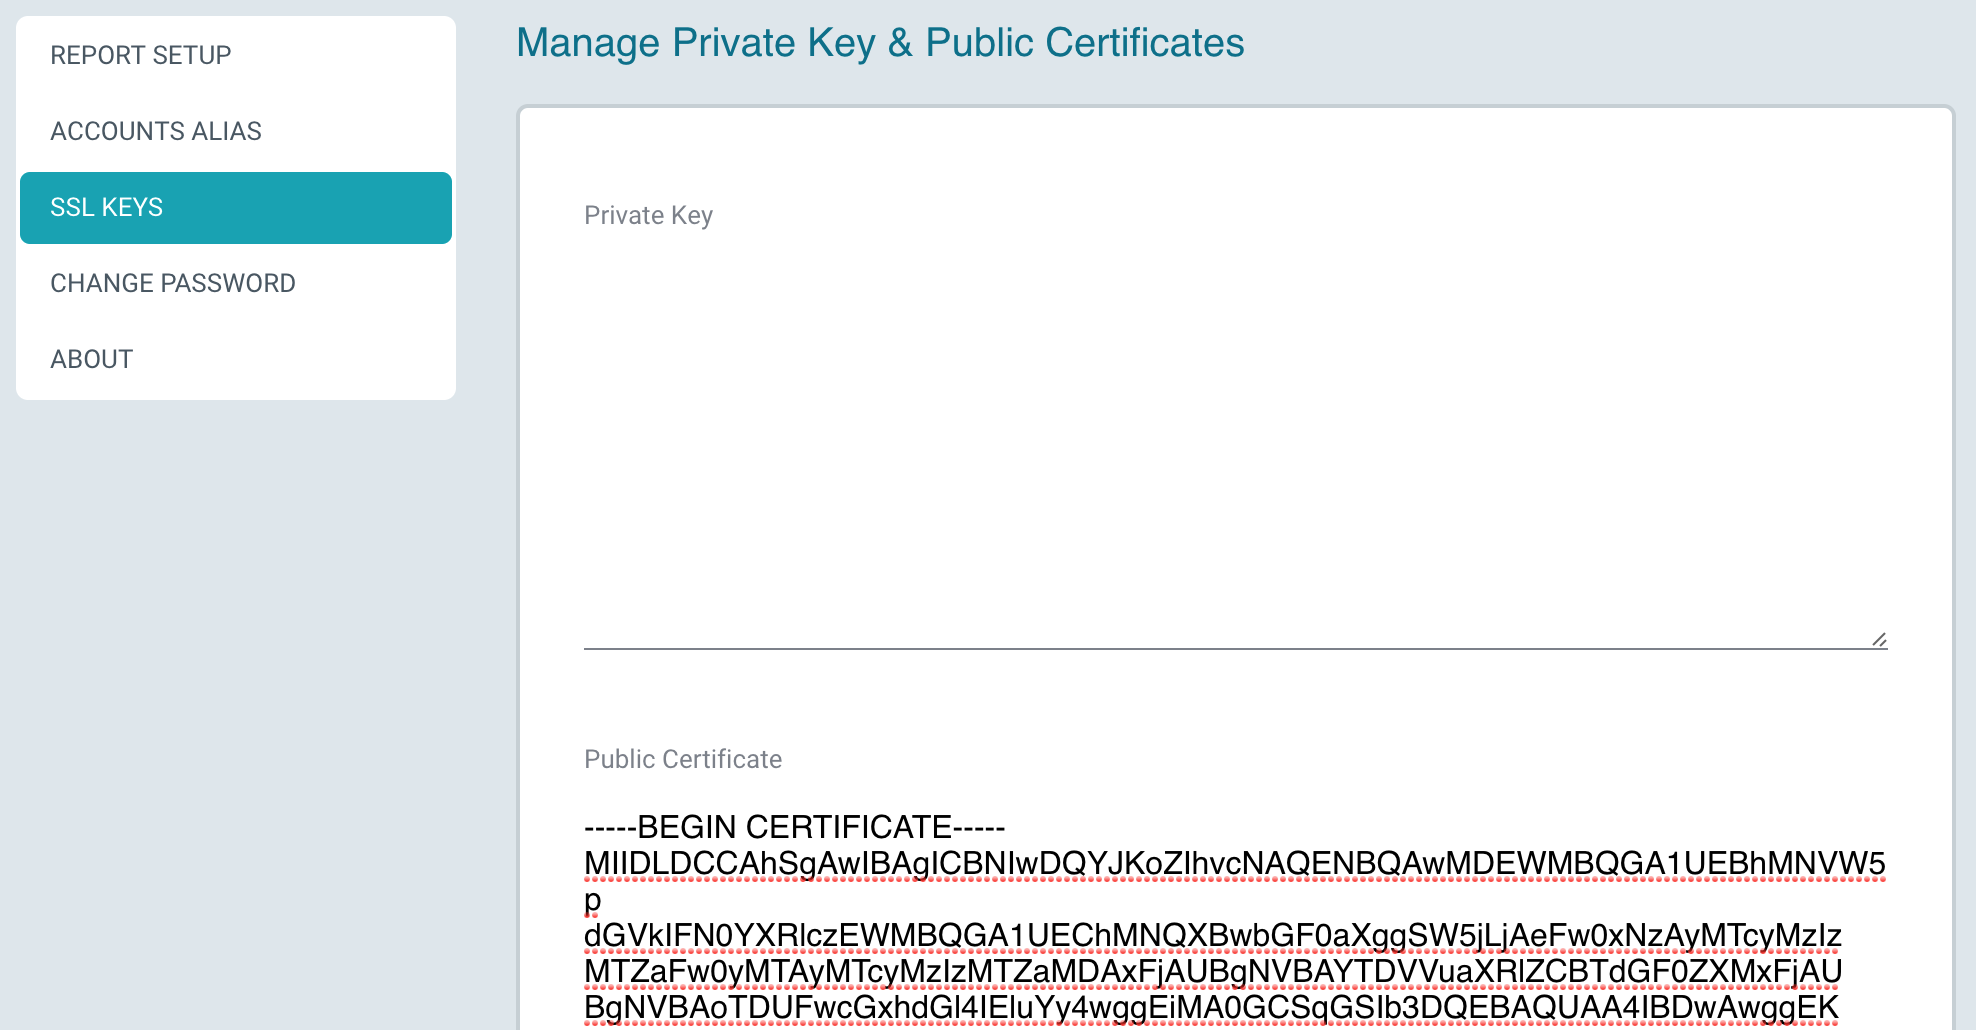 REPORT SETUP
ACCOUNTS ALIAS
SSL KEYS
CHANGE PASSWORD
ABOUT
Manage Private Key & Public Certificates
Private Key
Public Certificate
-----BEGIN CERTIFICATE-----
MIIDLDCCAhSgAwIBAgICBNIwDQYJKoZIhvcNAQENBQAwMDEWMBQGA1UEBhMNVW5
p
dGVkIFN0YXRlczEWMBQGA1UEChMNQXBwbGF0aXggSW5jLjAeFw0xNzAyMTcyMzIz
MTZaFw0yMTAyMTcyMzIzMTZaMDAxFjAUBgNVBAYTDVVuaXRlZCBTdGF0ZXMxFjAU
BgNVBAoTDUFwcGxhdGl4IEluYy4wggEiMA0GCSqGSIb3DQEBAQUAA4IBDwAwggEK